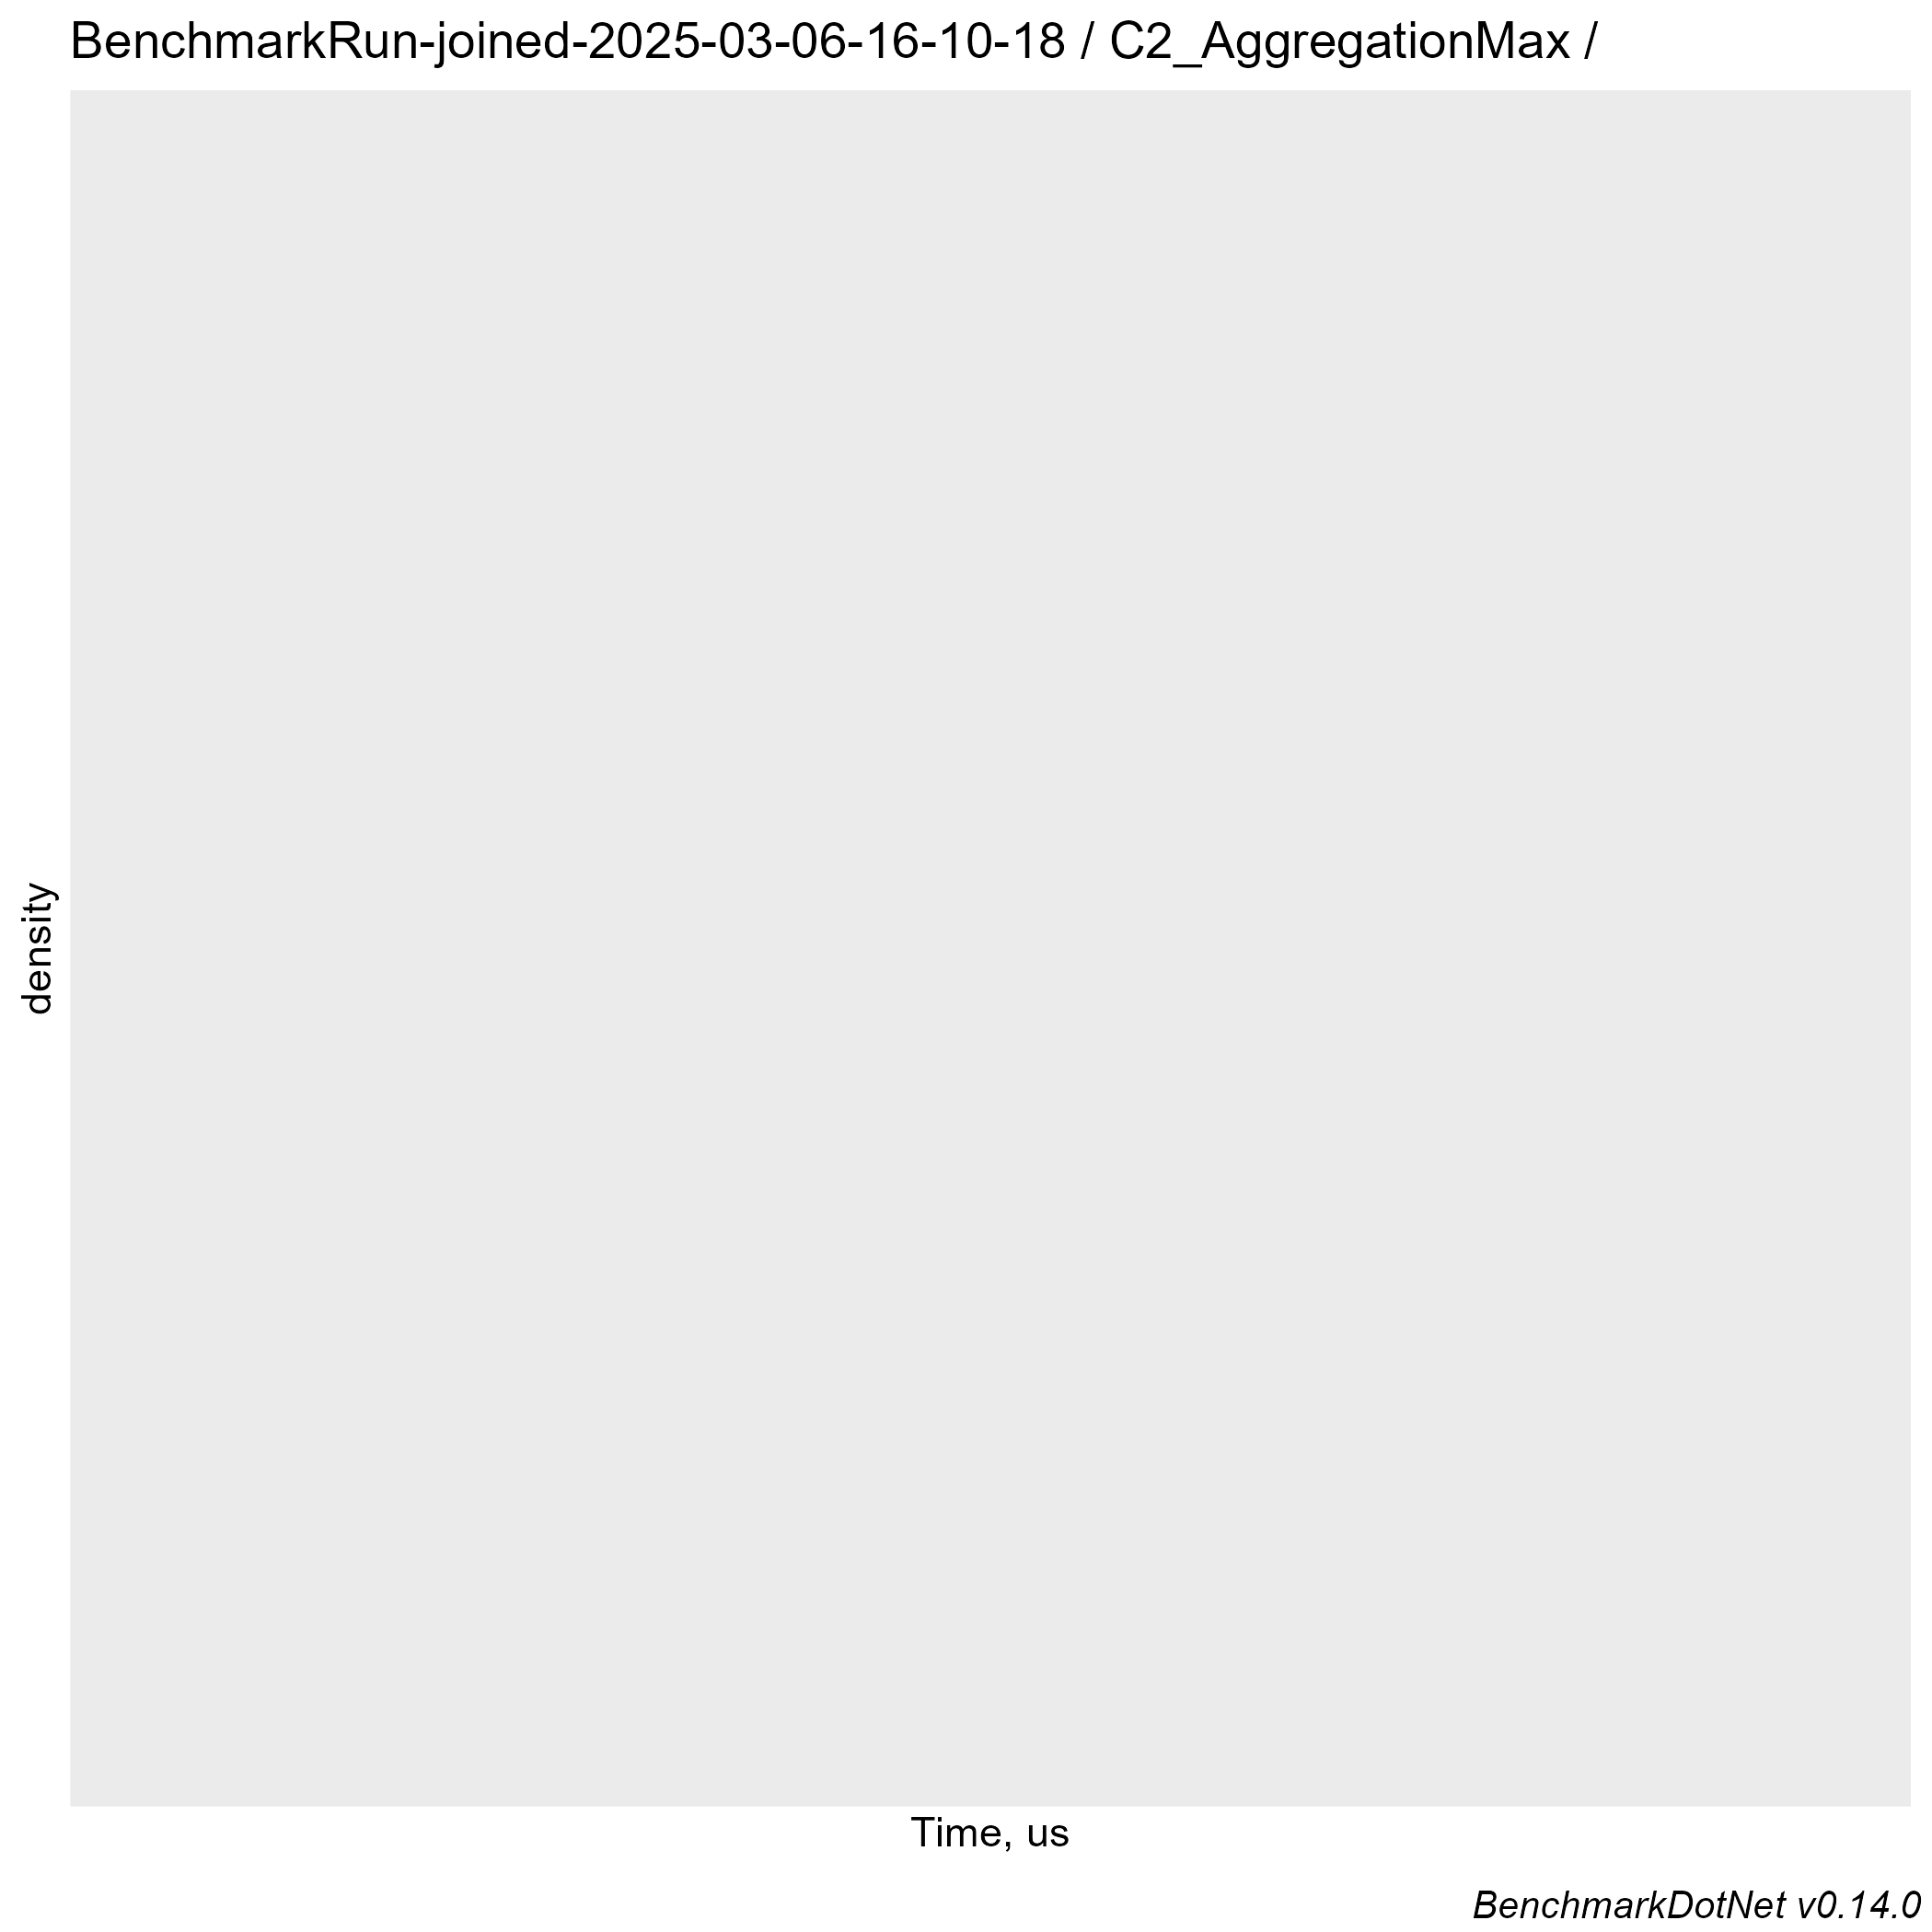 BenchmarkRun-joined-2025-03-06-16-10-18 / C2_AggregationMax /
density
Time, us
BenchmarkDotNet v0.14.0